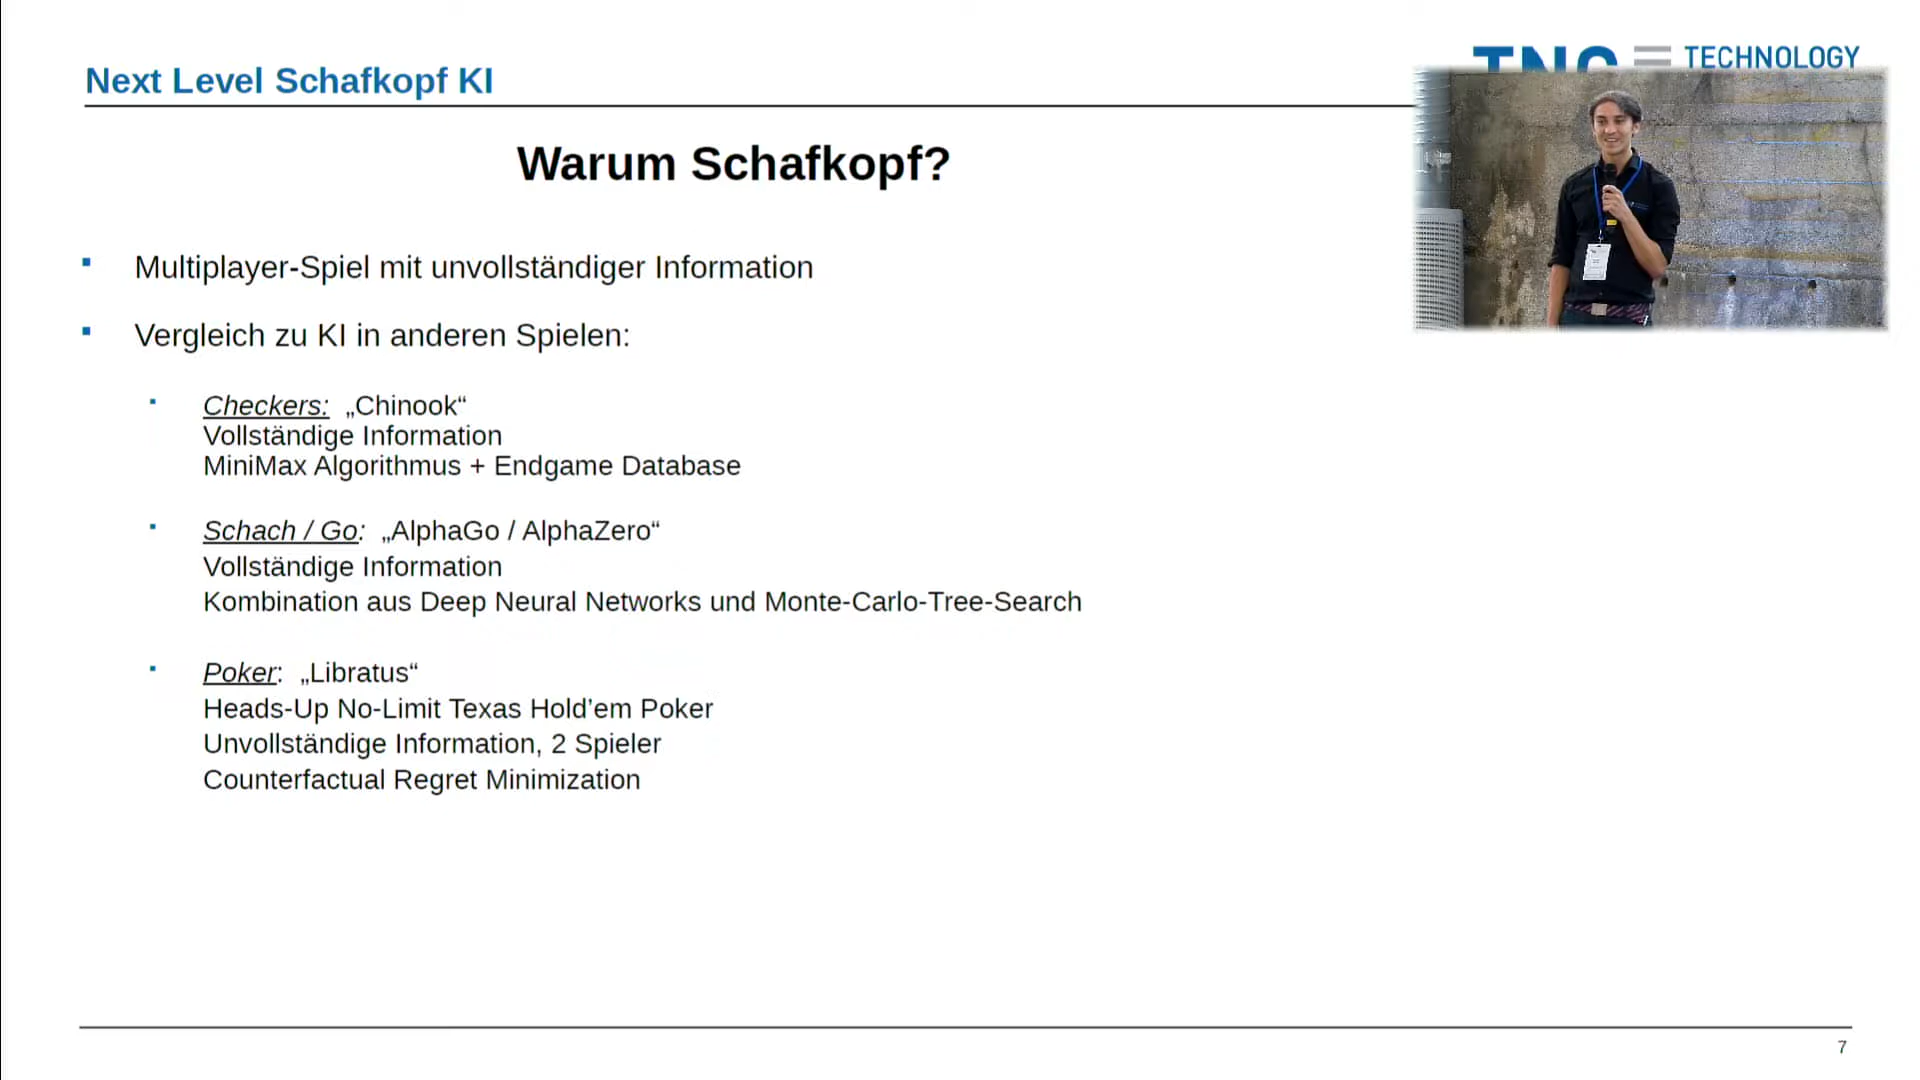 Next Level Schafkopf KI
TECHNOLOGY
Warum Schafkopf?
Multiplayer-Spiel mit unvollständiger Information
Vergleich zu KI in anderen Spielen:
Checkers: „Chinook“
Vollständige Information
MiniMax Algorithmus + Endgame Database
Schach / Go: „AlphaGo / AlphaZero“
Vollständige Information
Kombination aus Deep Neural Networks und Monte-Carlo-Tree-Search
Poker: „Libratus“
Heads-Up No-Limit Texas Hold’em Poker
Unvollständige Information, 2 Spieler
Counterfactual Regret Minimization
7